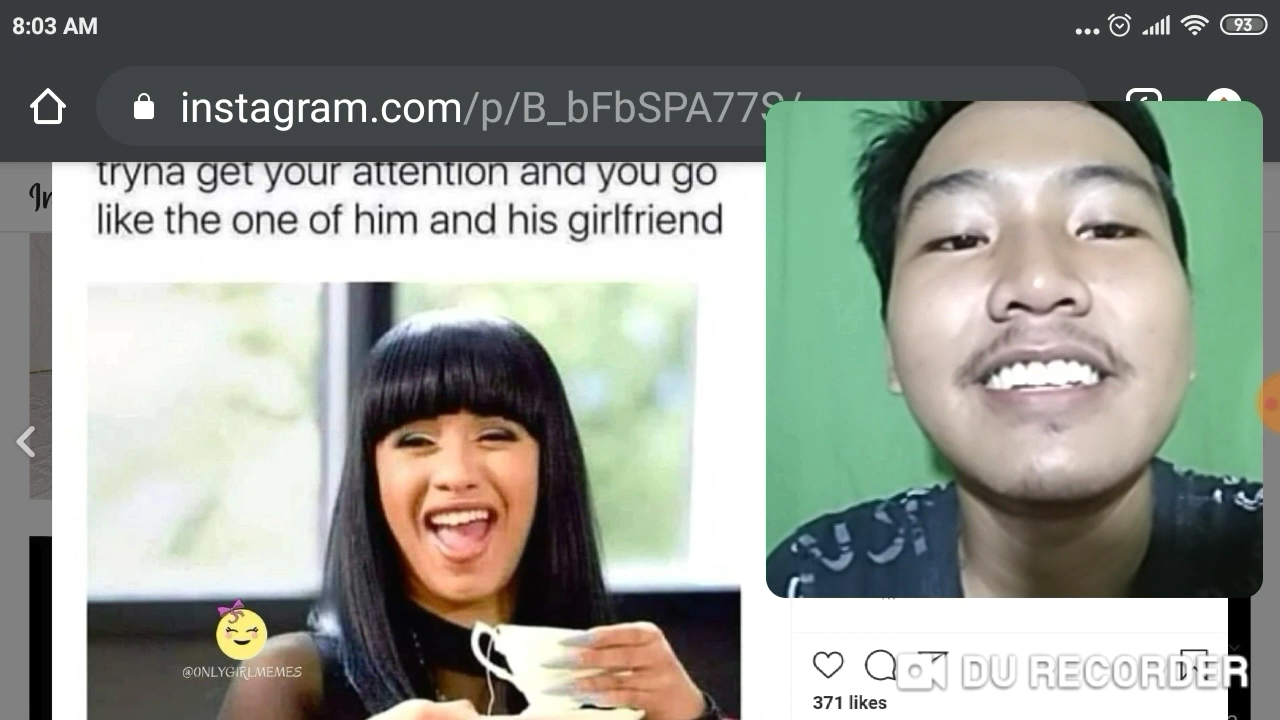 8:03 AM
93
instagram.com/p/B_bFbSPA77S/
tryna get your attention and you go
like the one of him and his girlfriend
@ONLYGIRLMEMES
DU RECORDER
371 likes